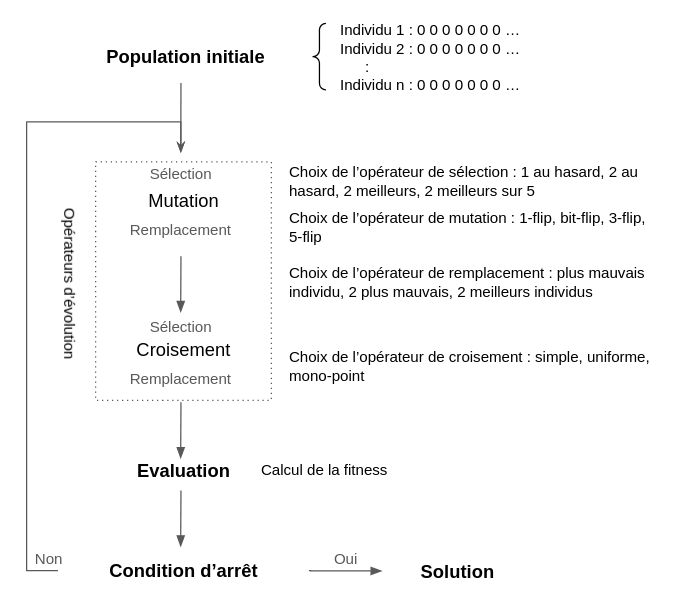 Individu 1 : 0 0 0 0 0 0 0 …
Individu 2 : 0 0 0 0 0 0 0 …
:
Individu n : 0 0 0 0 0 0 0 …
Population initiale
Opérateurs d’évolution
Sélection
Mutation
Remplacement
Sélection
Croisement
Remplacement
Choix de l’opérateur de sélection : 1 au hasard, 2 au
hasard, 2 meilleurs, 2 meilleurs sur 5
Choix de l’opérateur de mutation : 1-flip, bit-flip, 3-flip,
5-flip
Choix de l’opérateur de remplacement : plus mauvais
individu, 2 plus mauvais, 2 meilleurs individus
Choix de l’opérateur de croisement : simple, uniforme,
mono-point
Evaluation
Calcul de la fitness
Non
Condition d’arrêt
Oui
Solution